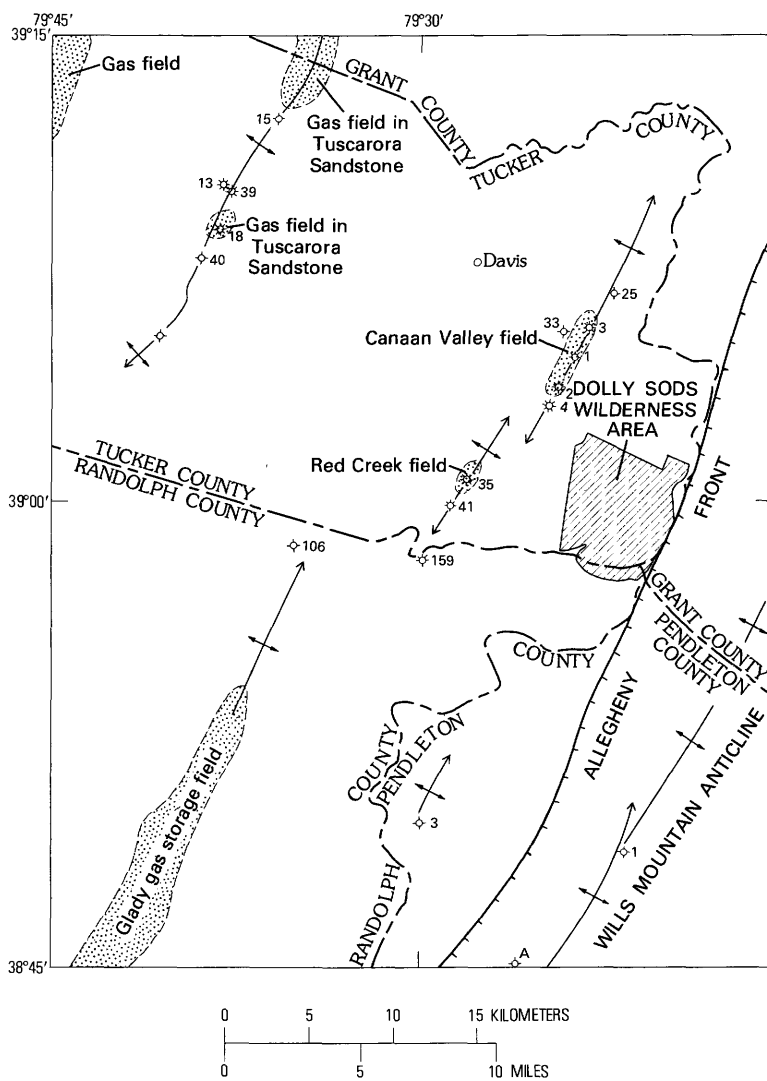 79°45'
79°30'
39°15'
Gas field
GRANT COUNTY
TUCKER COUNTY
Gas field in
Tuscarora
Sandstone
15
13
39
Gas field in
Tuscarora
Sandstone
18
40
Davis
25
33
3
Canaan Valley field
1
2
4
DOLLY SODS
WILDERNESS
AREA
Red Creek field
35
41
TUCKER COUNTY
RANDOLPH COUNTY
39°00'
106
159
ALLEGHENY FRONT
GRANT COUNTY
PENDLETON
COUNTY
RANDOLPH COUNTY
PENDLETON COUNTY
3
Glady gas storage field
1
WILLS MOUNTAIN ANTICLINE
A
38°45'
0 5 10 15 KILOMETERS
0 5 10 MILES